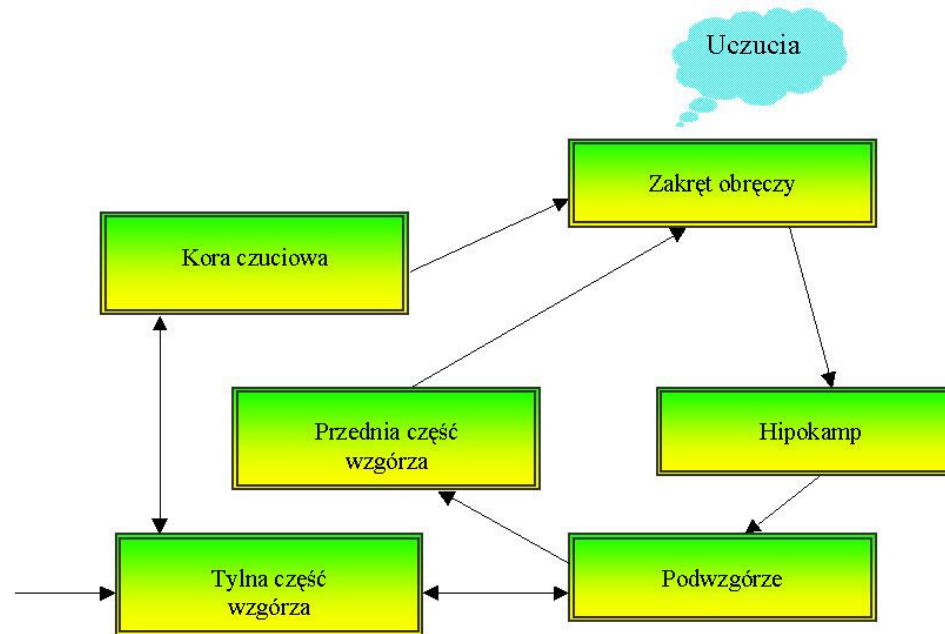 Uczucia
Zakręt obręczy
Kora czuciowa
Przednia część
wzgórza
Hipokamp
Tylna część
wzgórza
Podwzgórze